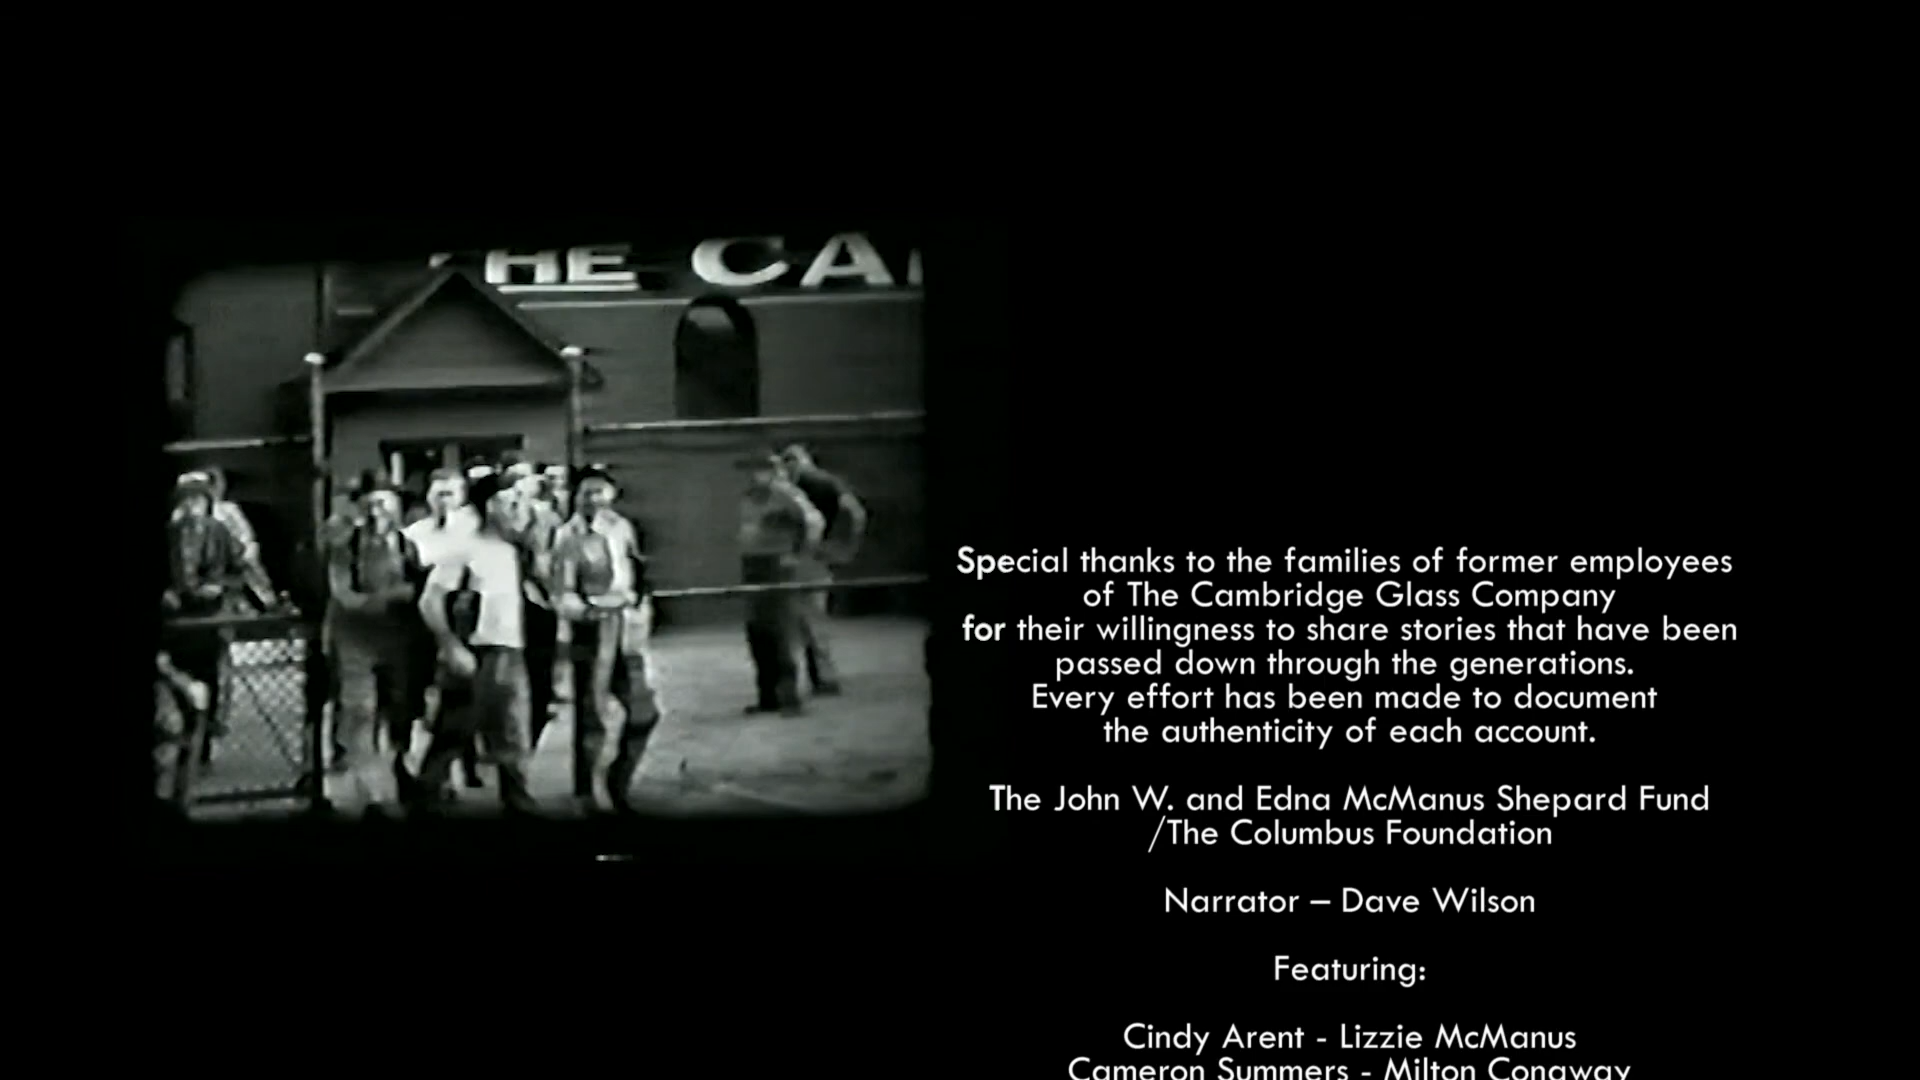 THE CA
Special thanks to the families of former employees
of The Cambridge Glass Company
for their willingness to share stories that have been
passed down through the generations.
Every effort has been made to document
the authenticity of each account.
The John W. and Edna McManus Shepard Fund
/The Columbus Foundation
Narrator – Dave Wilson
Featuring:
Cindy Arent - Lizzie McManus
Cameron Summers - Milton Conaway